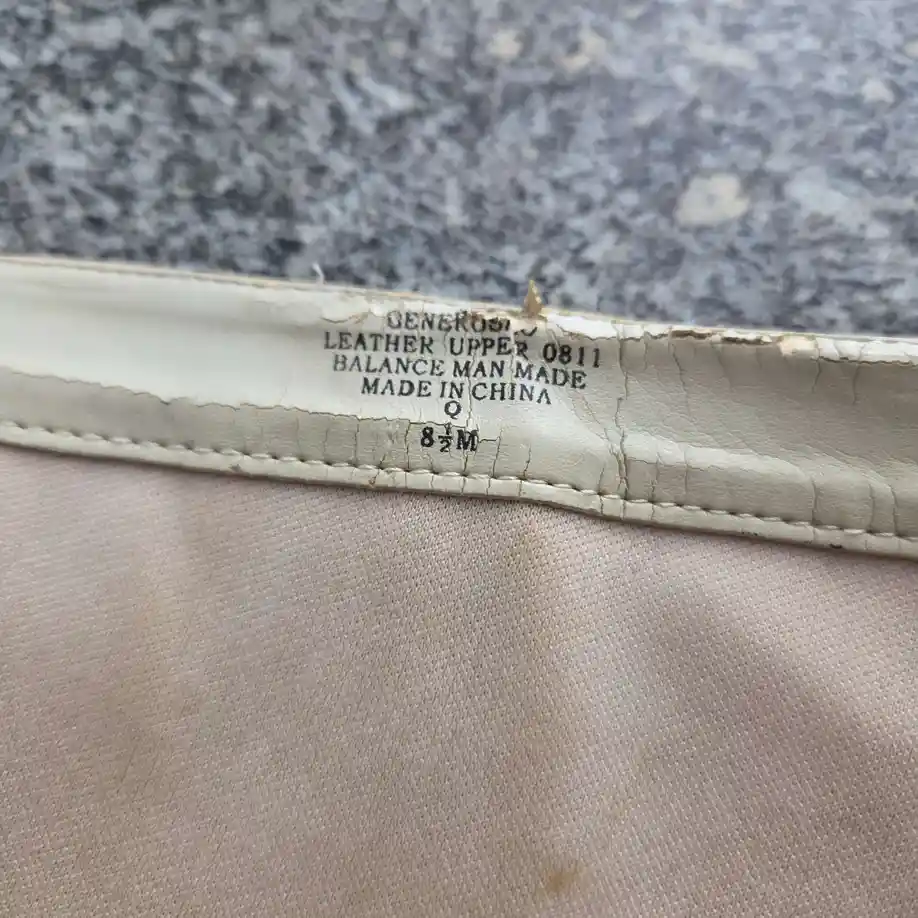 LEATHER UPPER 0811
BALANCE MAN MADE
MADE IN CHINA
Q
8½M